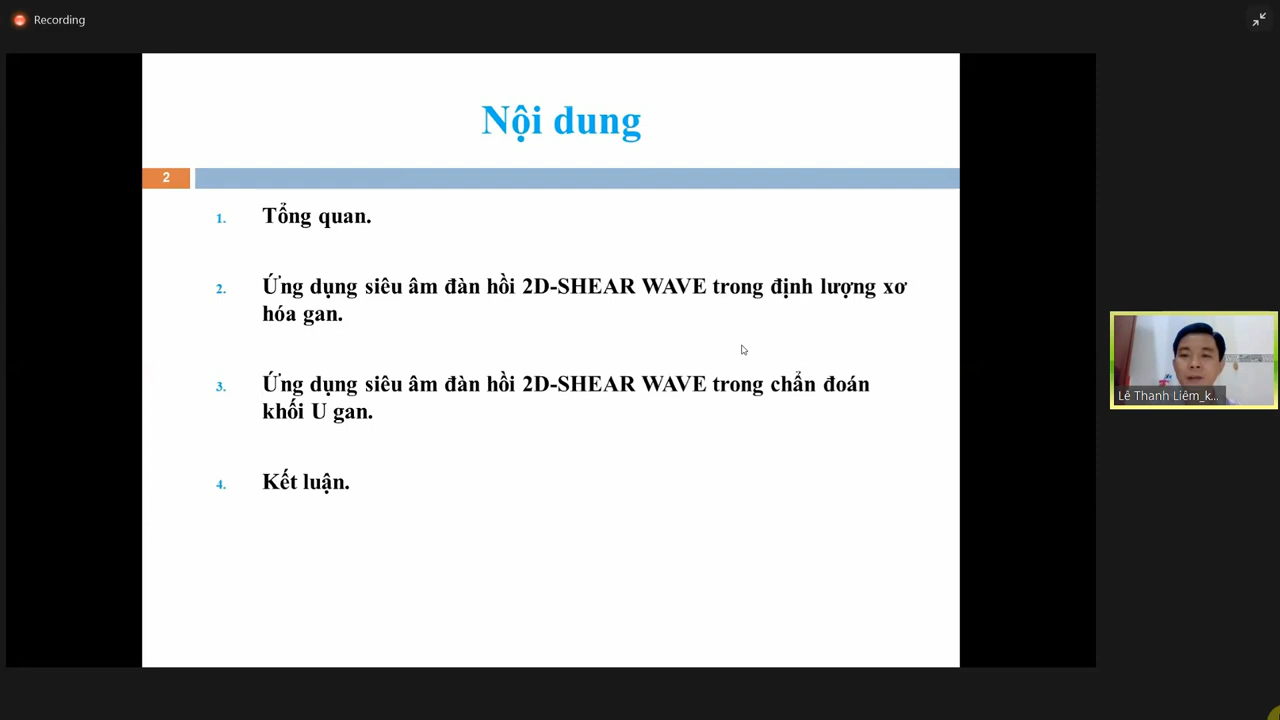 Recording
Nội dung
2
1. Tổng quan.
2. Ứng dụng siêu âm đàn hồi 2D-SHEAR WAVE trong định lượng xơ
hóa gan.
3. Ứng dụng siêu âm đàn hồi 2D-SHEAR WAVE trong chẩn đoán
khối U gan.
4. Kết luận.
Lê Thanh Liêm_k...